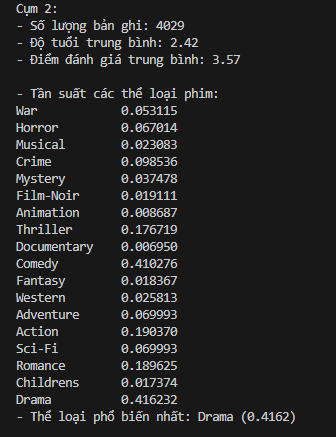 Cụm 2:
- Số lượng bản ghi: 4029
- Độ tuổi trung bình: 2.42
- Điểm đánh giá trung bình: 3.57
- Tần suất các thể loại phim:
War 0.053115
Horror 0.067014
Musical 0.023083
Crime 0.098536
Mystery 0.037478
Film-Noir 0.019111
Animation 0.008687
Thriller 0.176719
Documentary 0.006950
Comedy 0.410276
Fantasy 0.018367
Western 0.025813
Adventure 0.069993
Action 0.190370
Sci-Fi 0.069993
Romance 0.189625
Childrens 0.017374
Drama 0.416232
- Thể loại phổ biến nhất: Drama (0.4162)